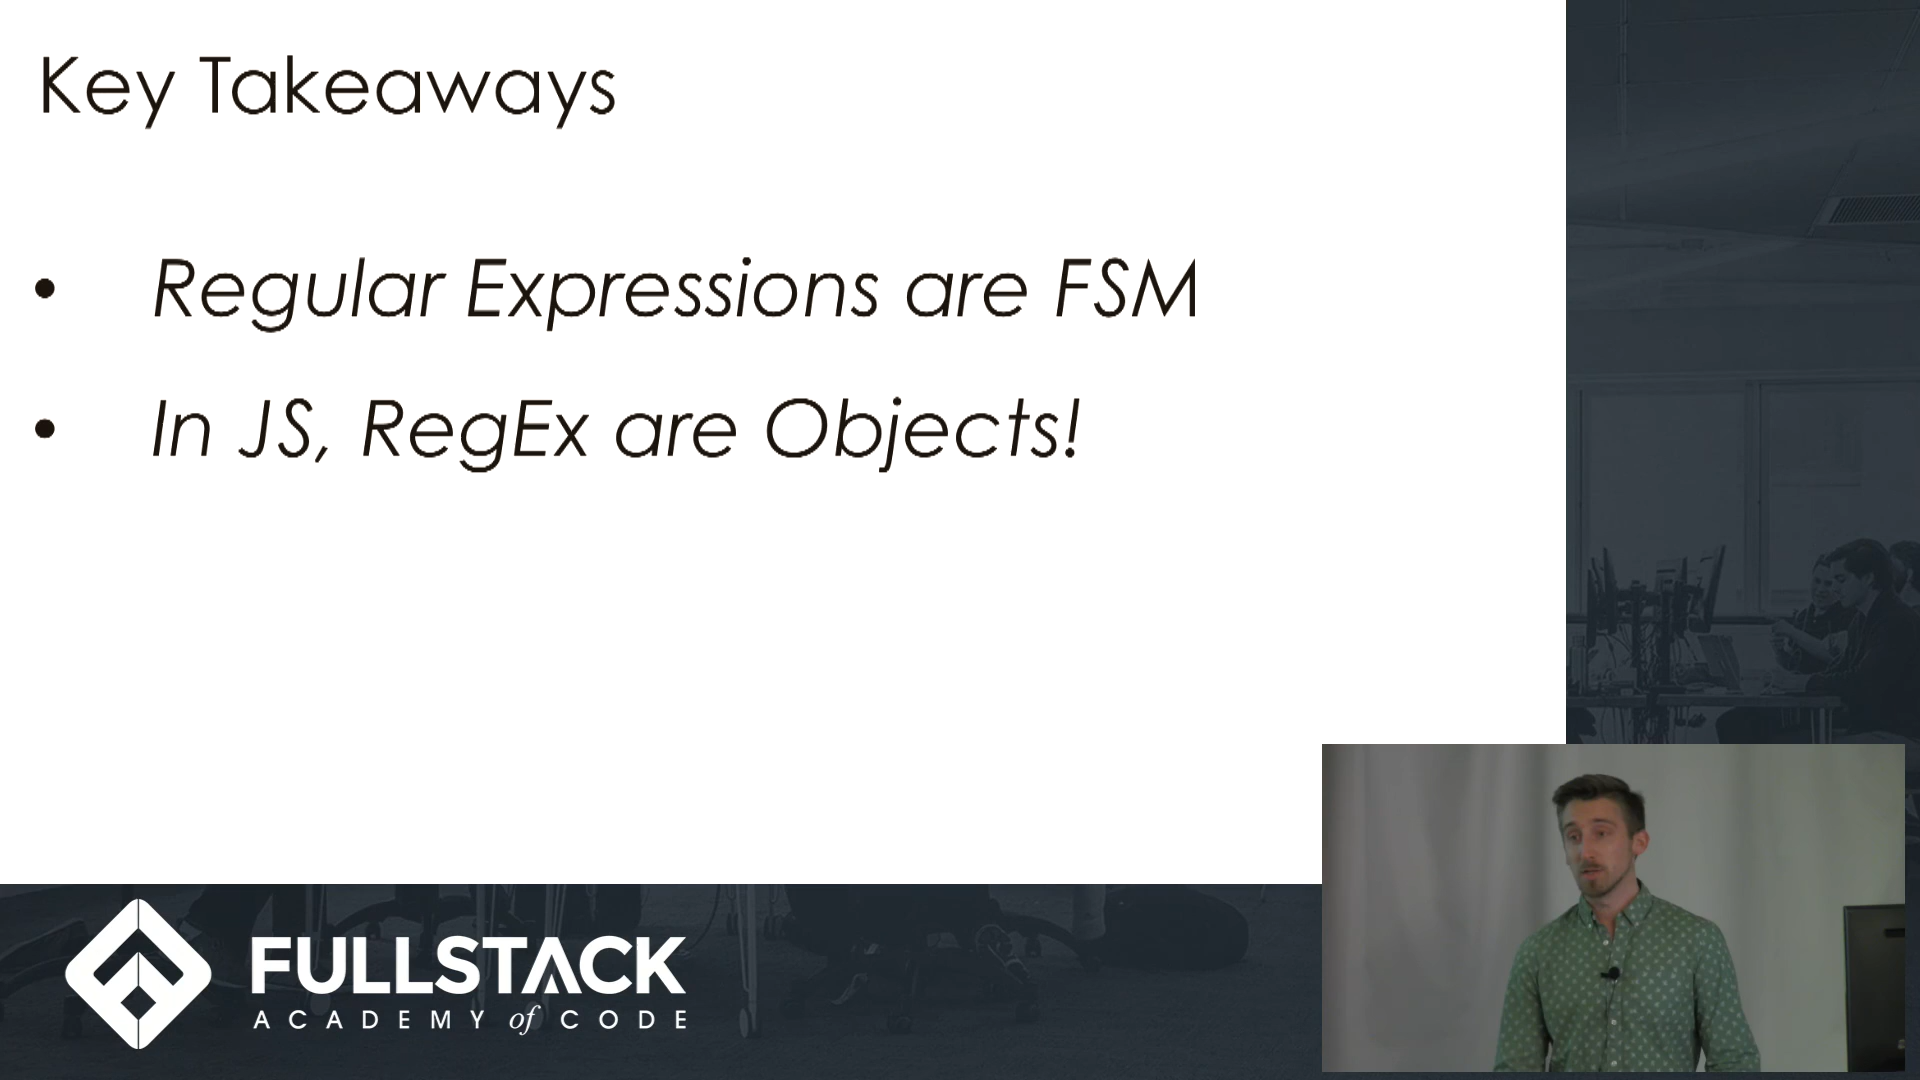 Key Takeaways
• Regular Expressions are FSM
• In JS, RegEx are Objects!
FULLSTACK
ACADEMY of CODE